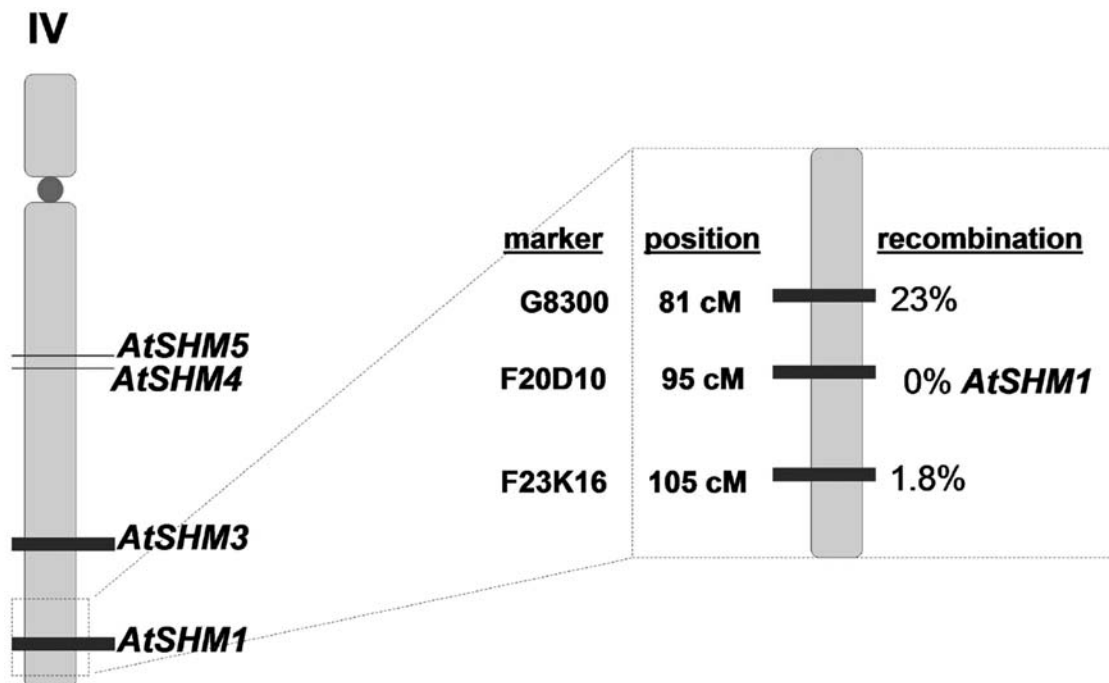 IV
AtSHM5
AtSHM4
AtSHM3
AtSHM1
marker position recombination
G8300 81 cM 23%
F20D10 95 cM 0% AtSHM1
F23K16 105 cM 1.8%